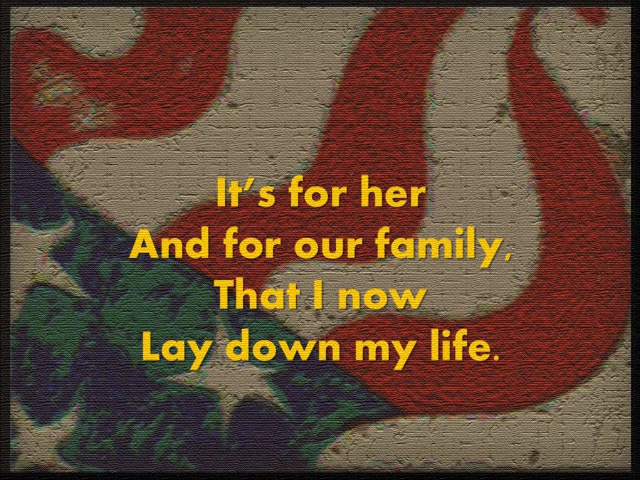 It's for her
And for our family,
That I now
Lay down my life.